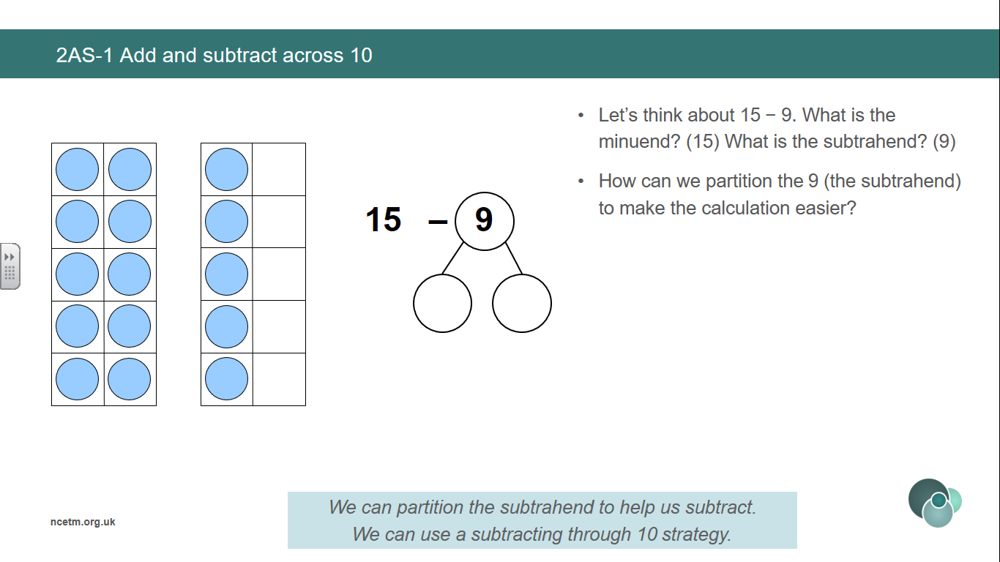 2AS-1 Add and subtract across 10
• Let’s think about 15 − 9. What is the
minuend? (15) What is the subtrahend? (9)
• How can we partition the 9 (the subtrahend)
to make the calculation easier?
15 – 9
We can partition the subtrahend to help us subtract.
We can use a subtracting through 10 strategy.
ncetm.org.uk